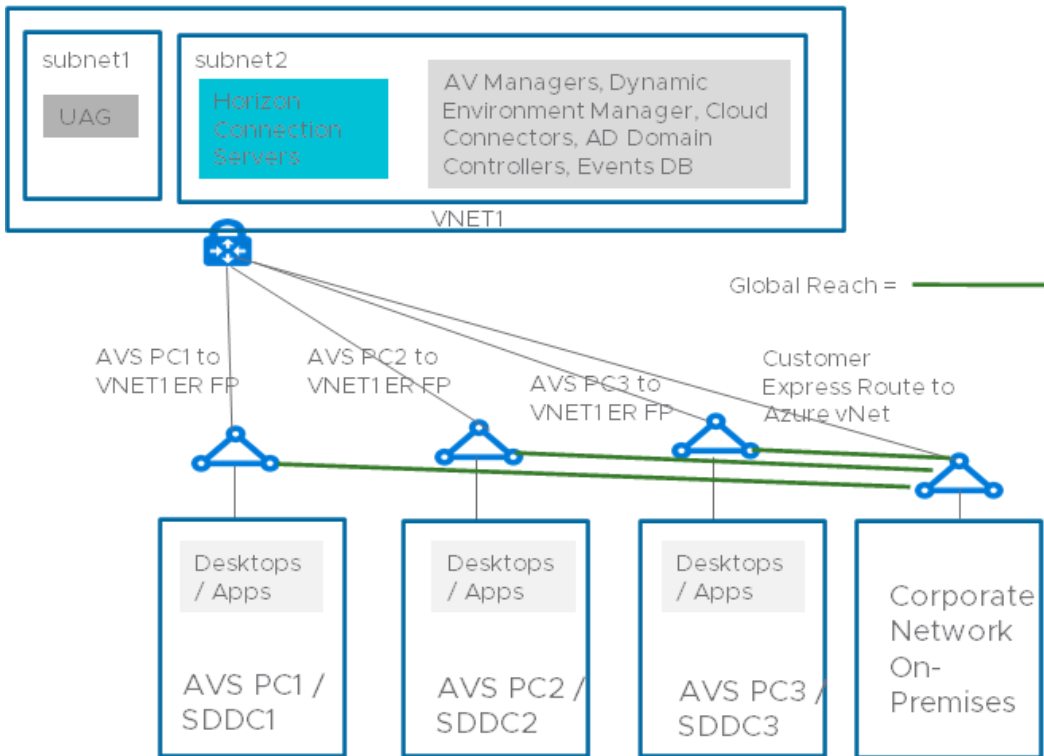 subnet1
UAG
subnet2
Horizon
Connection
Servers
AV Managers, Dynamic
Environment Manager, Cloud
Connectors, AD Domain
Controllers, Events DB
VNET1
Global Reach =
AVS PC1 to
VNET1 ER FP
AVS PC2 to
VNET1 ER FP
AVS PC3 to
VNET1 ER FP
Customer
Express Route to
Azure vNet
Desktops
/ Apps
AVS PC1 /
SDDC1
Desktops
/ Apps
AVS PC2 /
SDDC2
Desktops
/ Apps
AVS PC3 /
SDDC3
Corporate
Network
On-
Premises